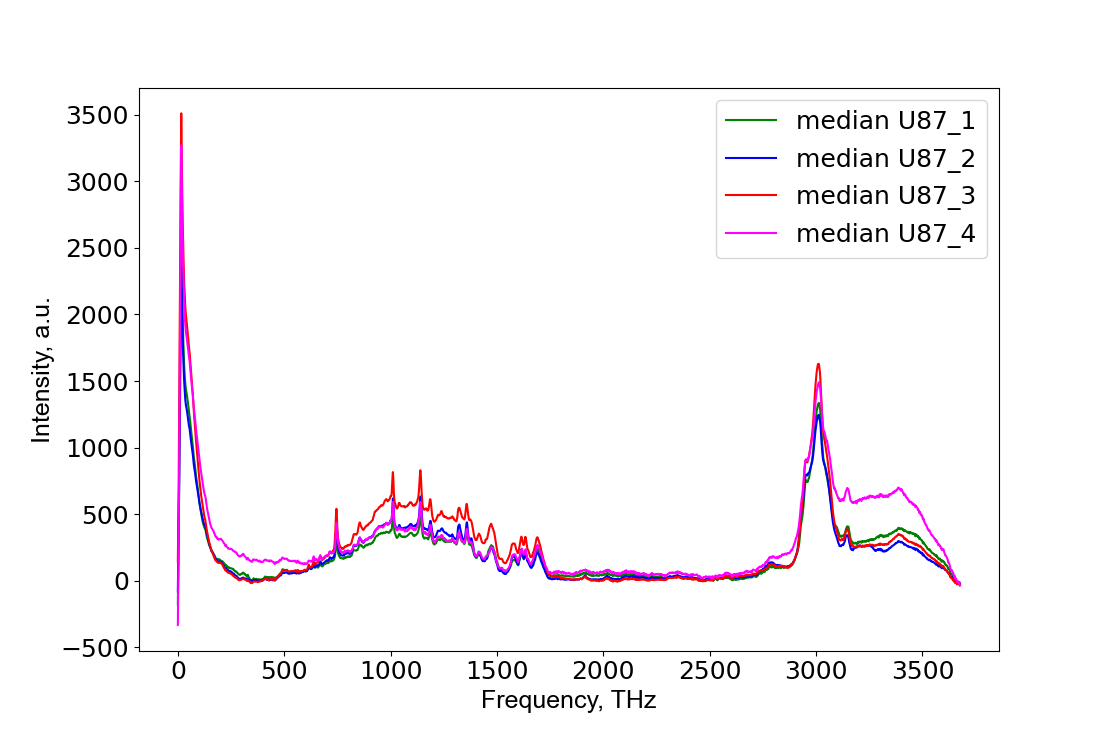 median U87_1
median U87_2
median U87_3
median U87_4
Intensity, a.u.
3500
3000
2500
2000
1500
1000
500
0
−500
0 500 1000 1500 2000 2500 3000 3500
Frequency, THz